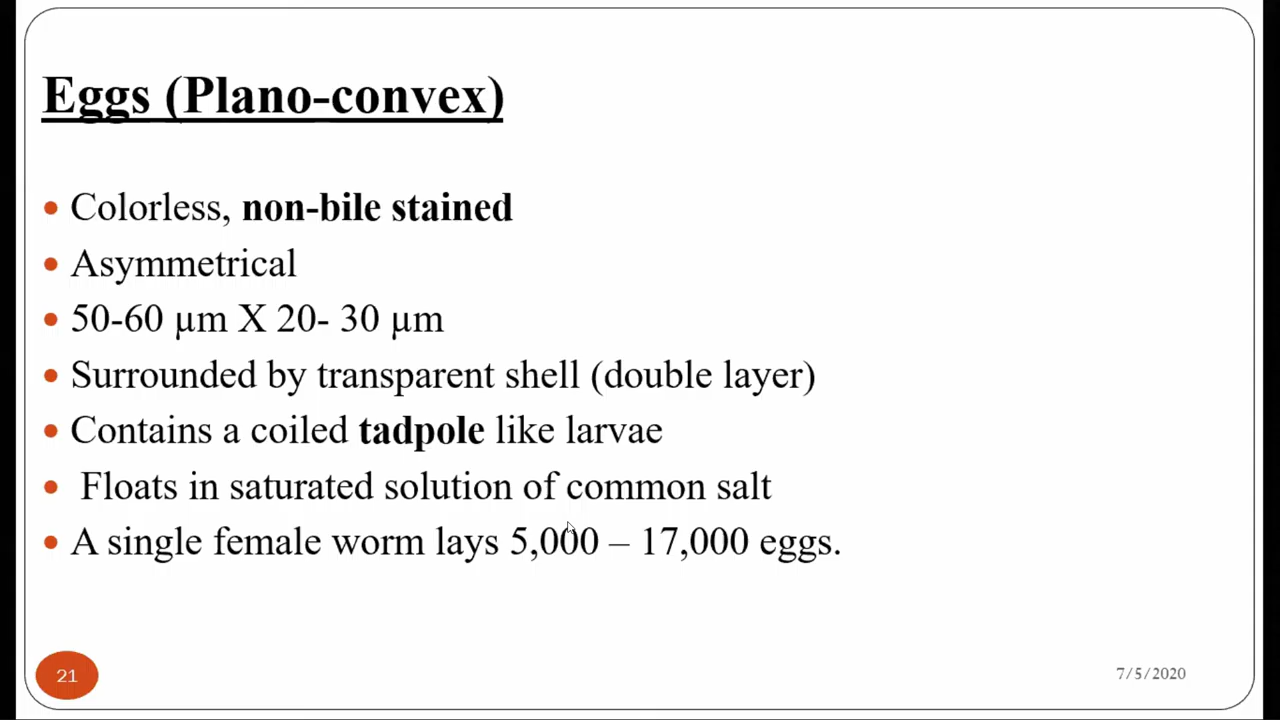 Eggs (Plano-convex)
• Colorless, non-bile stained
• Asymmetrical
• 50-60 µm X 20- 30 µm
• Surrounded by transparent shell (double layer)
• Contains a coiled tadpole like larvae
• Floats in saturated solution of common salt
• A single female worm lays 5,000 – 17,000 eggs.
21
7/5/2020